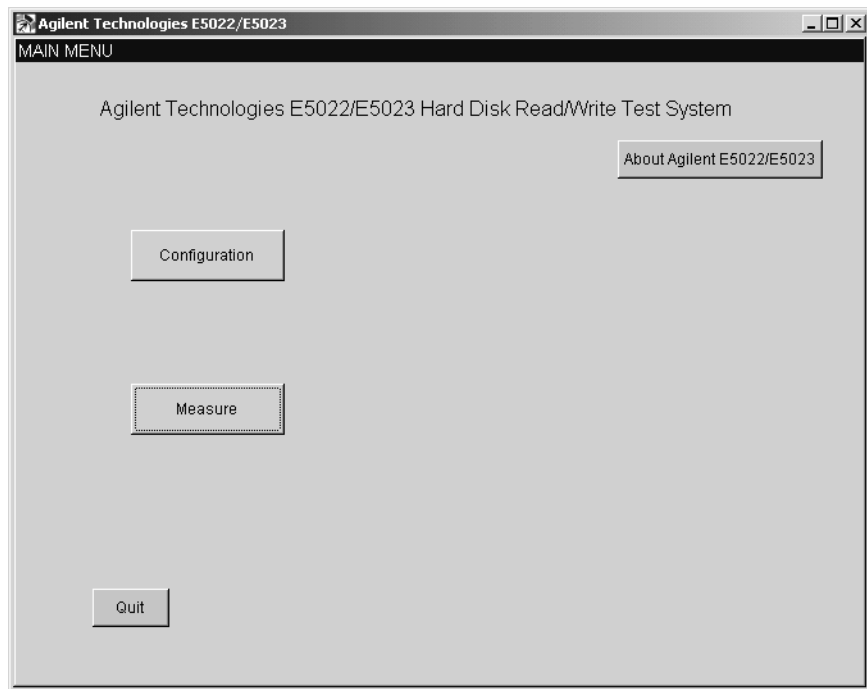 Agilent Technologies E5022/E5023
MAIN MENU
Agilent Technologies E5022/E5023 Hard Disk Read/Write Test System
About Agilent E5022/E5023
Configuration
Measure
Quit